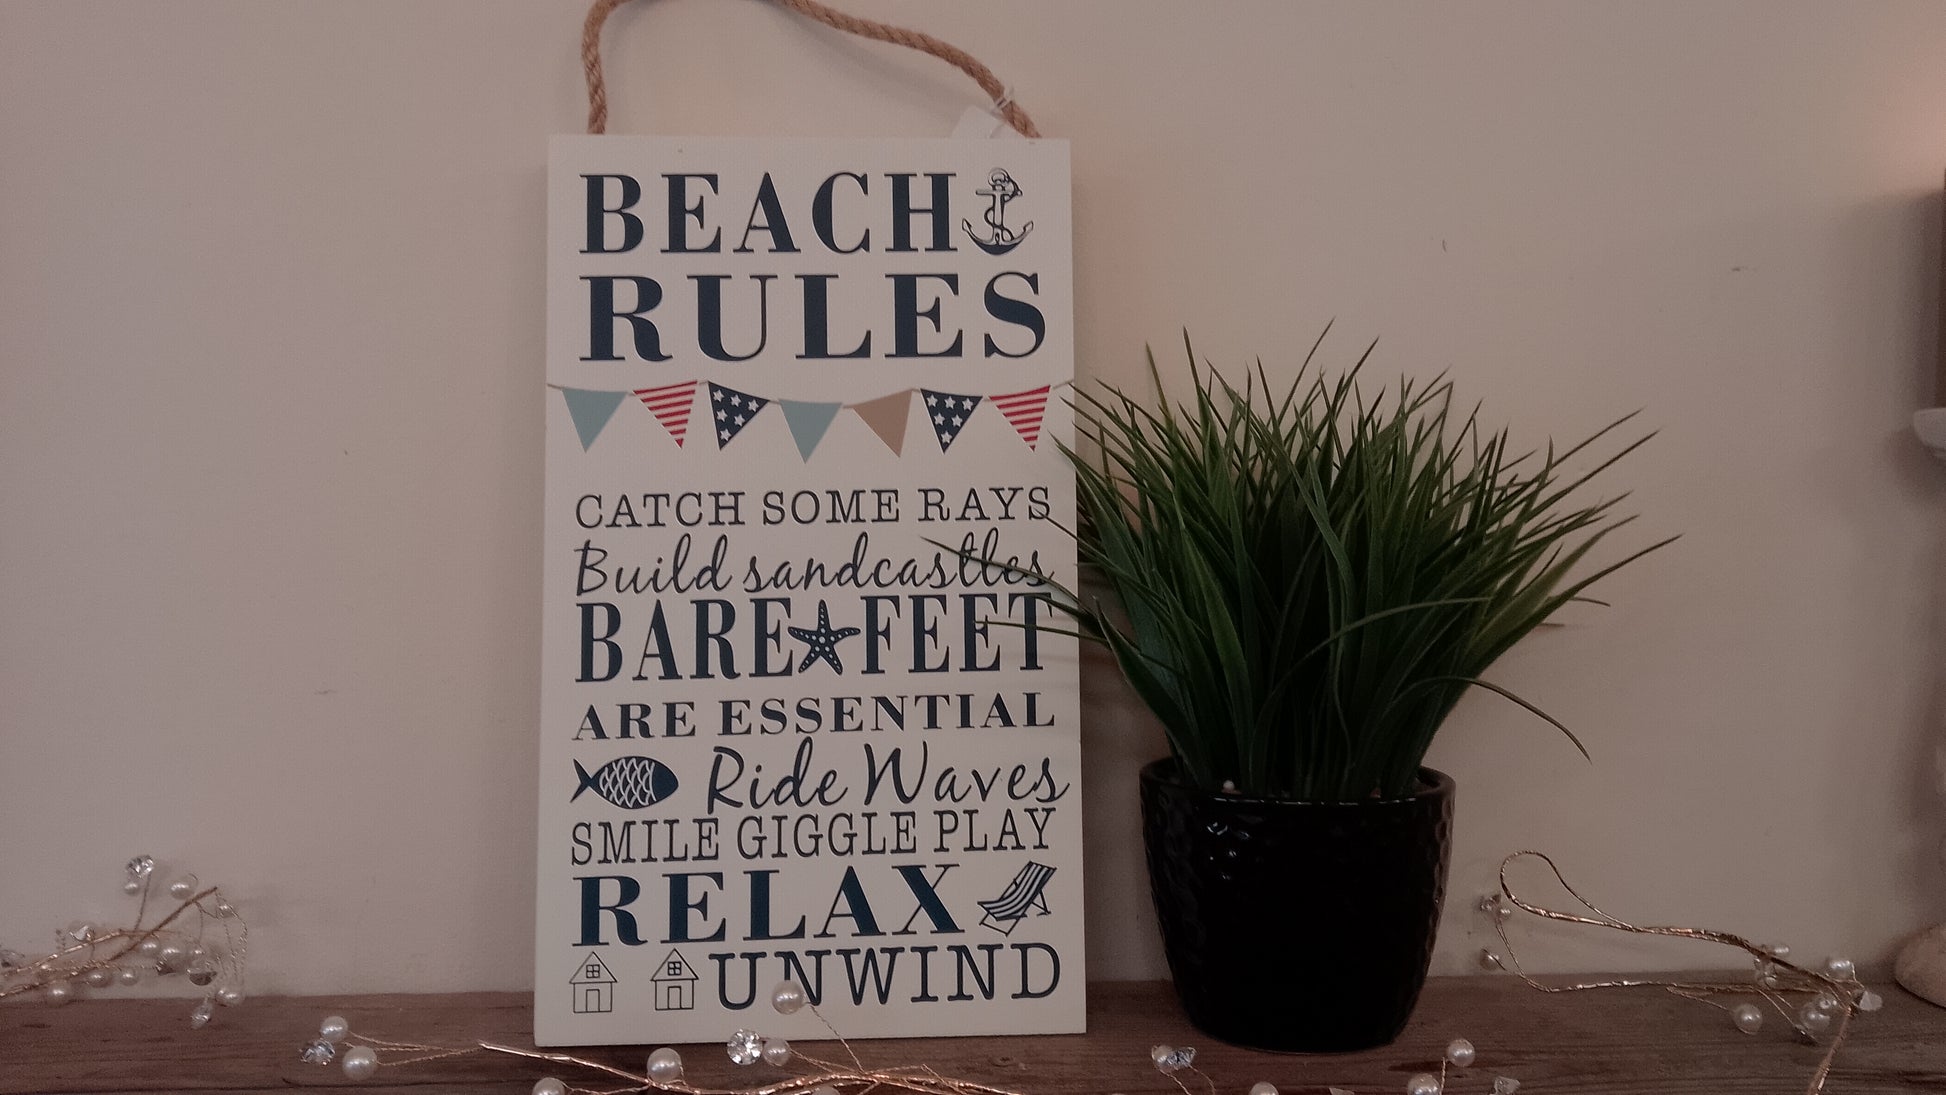 BEACH
RULES
CATCH SOME RAYS
Build sandcastles
BARE FEET
ARE ESSENTIAL
Ride Waves
SMILE GIGGLE PLAY
RELAX
UNWIND